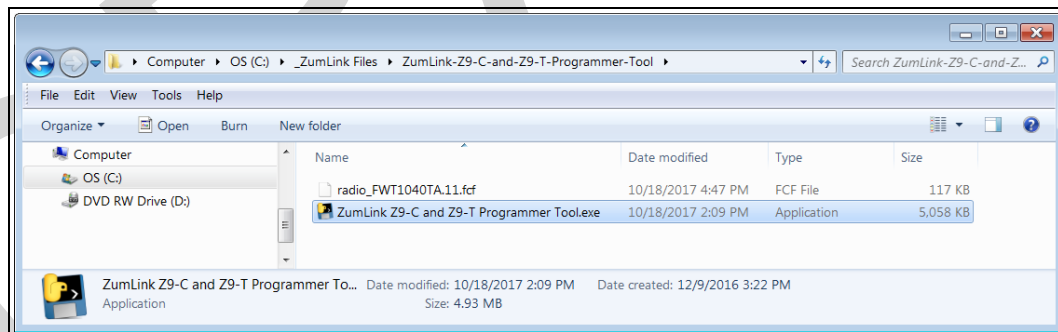 Computer ▸ OS (C:) ▸ _ZumLink Files ▸ ZumLink-Z9-C-and-Z9-T-Programmer-Tool ▸ Search ZumLink-Z9-C-and-Z...
File Edit View Tools Help
Organize Open Burn New folder
Computer Name Date modified Type Size
OS (C:) radio_FWT1040TA.11.fcf 10/18/2017 4:47 PM FCF File 117 KB
DVD RW Drive (D:) ZumLink Z9-C and Z9-T Programmer Tool.exe 10/18/2017 2:09 PM Application 5,058 KB
ZumLink Z9-C and Z9-T Programmer To... Date modified: 10/18/2017 2:09 PM Date created: 12/9/2016 3:22 PM
Application Size: 4.93 MB